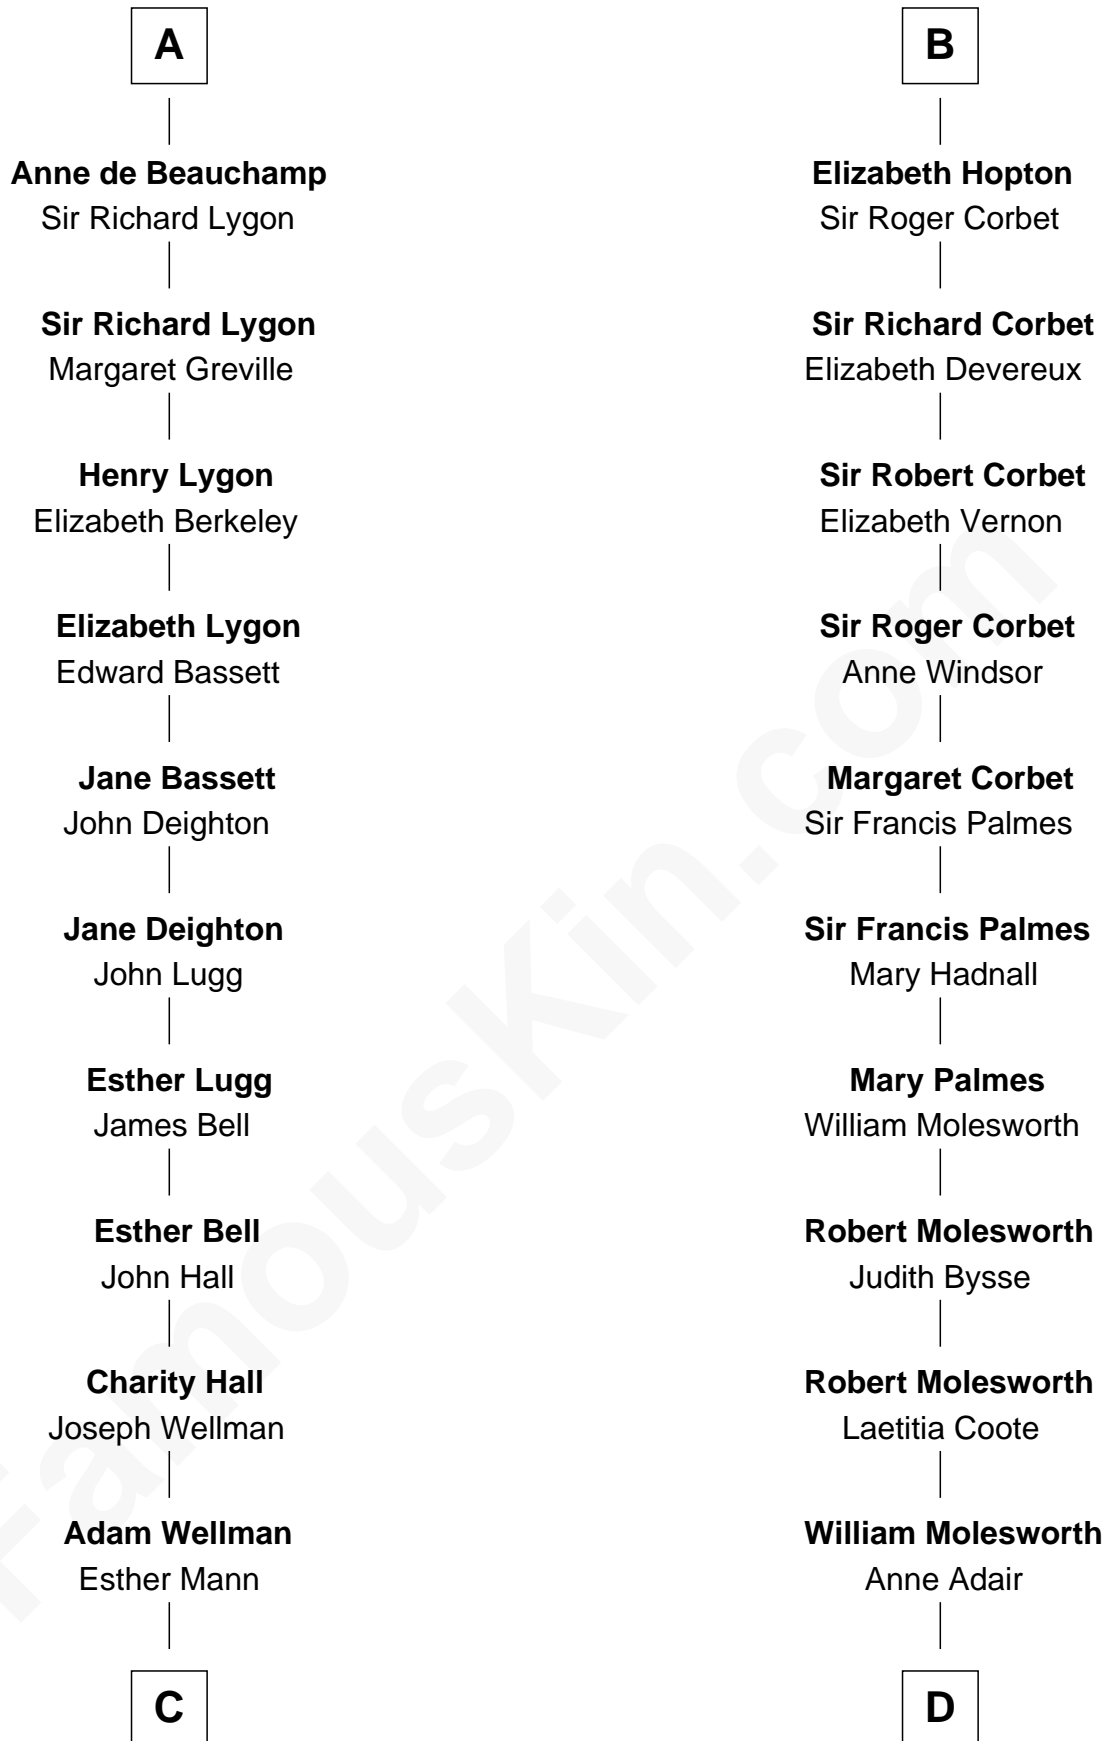 A
Anne de Beauchamp
Sir Richard Lygon
Sir Richard Lygon
Margaret Greville
Henry Lygon
Elizabeth Berkeley
Elizabeth Lygon
Edward Bassett
Jane Bassett
John Deighton
Jane Deighton
John Lugg
Esther Lugg
James Bell
Esther Bell
John Hall
Charity Hall
Joseph Wellman
Adam Wellman
Esther Mann
C
B
Elizabeth Hopton
Sir Roger Corbet
Sir Richard Corbet
Elizabeth Devereux
Sir Robert Corbet
Elizabeth Vernon
Sir Roger Corbet
Anne Windsor
Margaret Corbet
Sir Francis Palmes
Sir Francis Palmes
Mary Hadnall
Mary Palmes
William Molesworth
Robert Molesworth
Judith Bysse
Robert Molesworth
Laetitia Coote
William Molesworth
Anne Adair
D
FamousKin.com